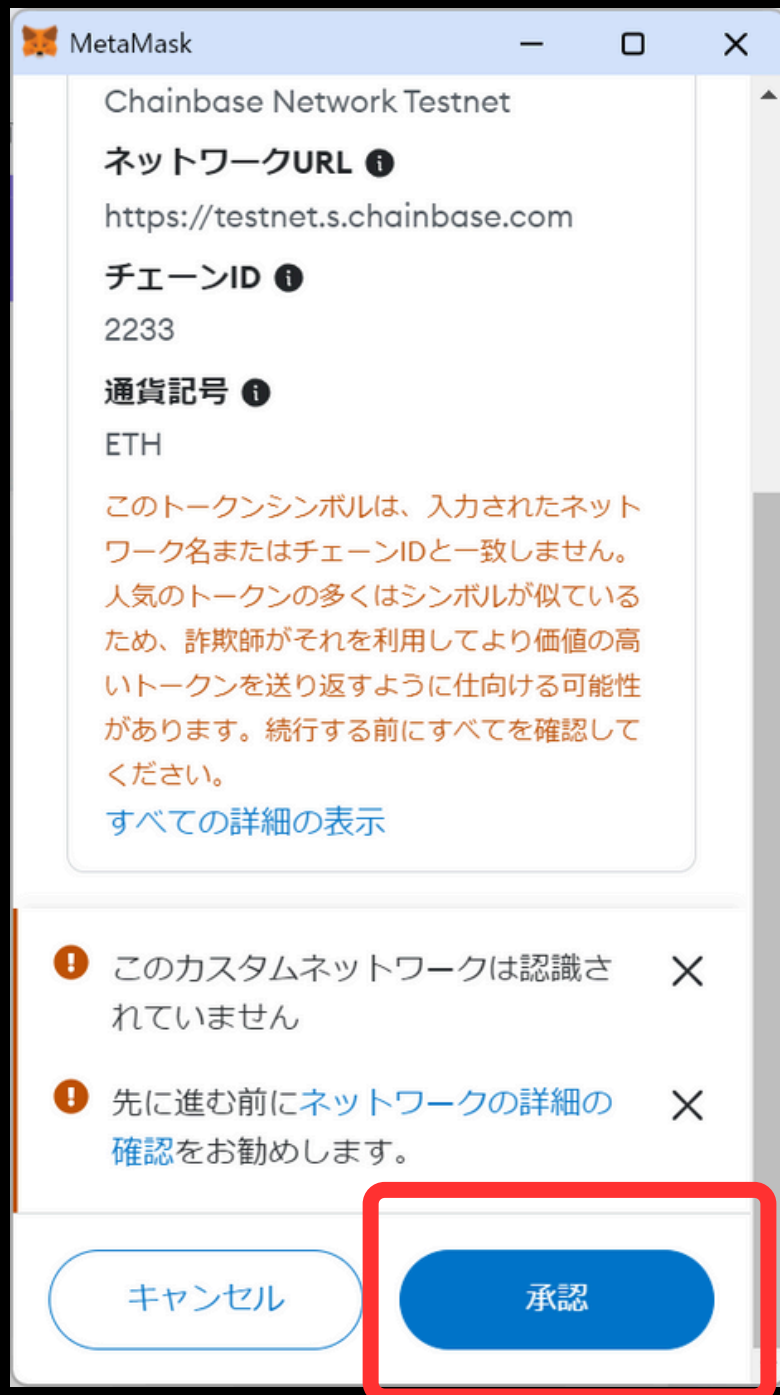 MetaMask
Chainbase Network Testnet
ネットワークURL
https://testnet.s.chainbase.com
チェーンID
2233
通貨記号
ETH
このトークンシンボルは、入力されたネット
ワーク名またはチェーンIDと一致しません。
人気のトークンの多くはシンボルが似ている
ため、詐欺師がそれを利用してより価値の高
いトークンを送り返すように仕向ける可能性
があります。続行する前にすべてを確認して
ください。
すべての詳細の表示
このカスタムネットワークは認識さ
れていません
先に進む前にネットワークの詳細の
確認をお勧めします。
キャンセル
承認